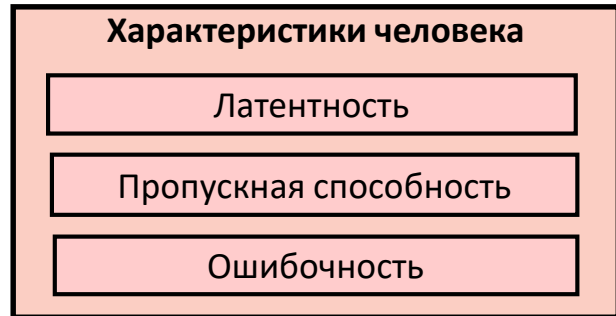 Характеристики человека
Латентность
Пропускная способность
Ошибочность